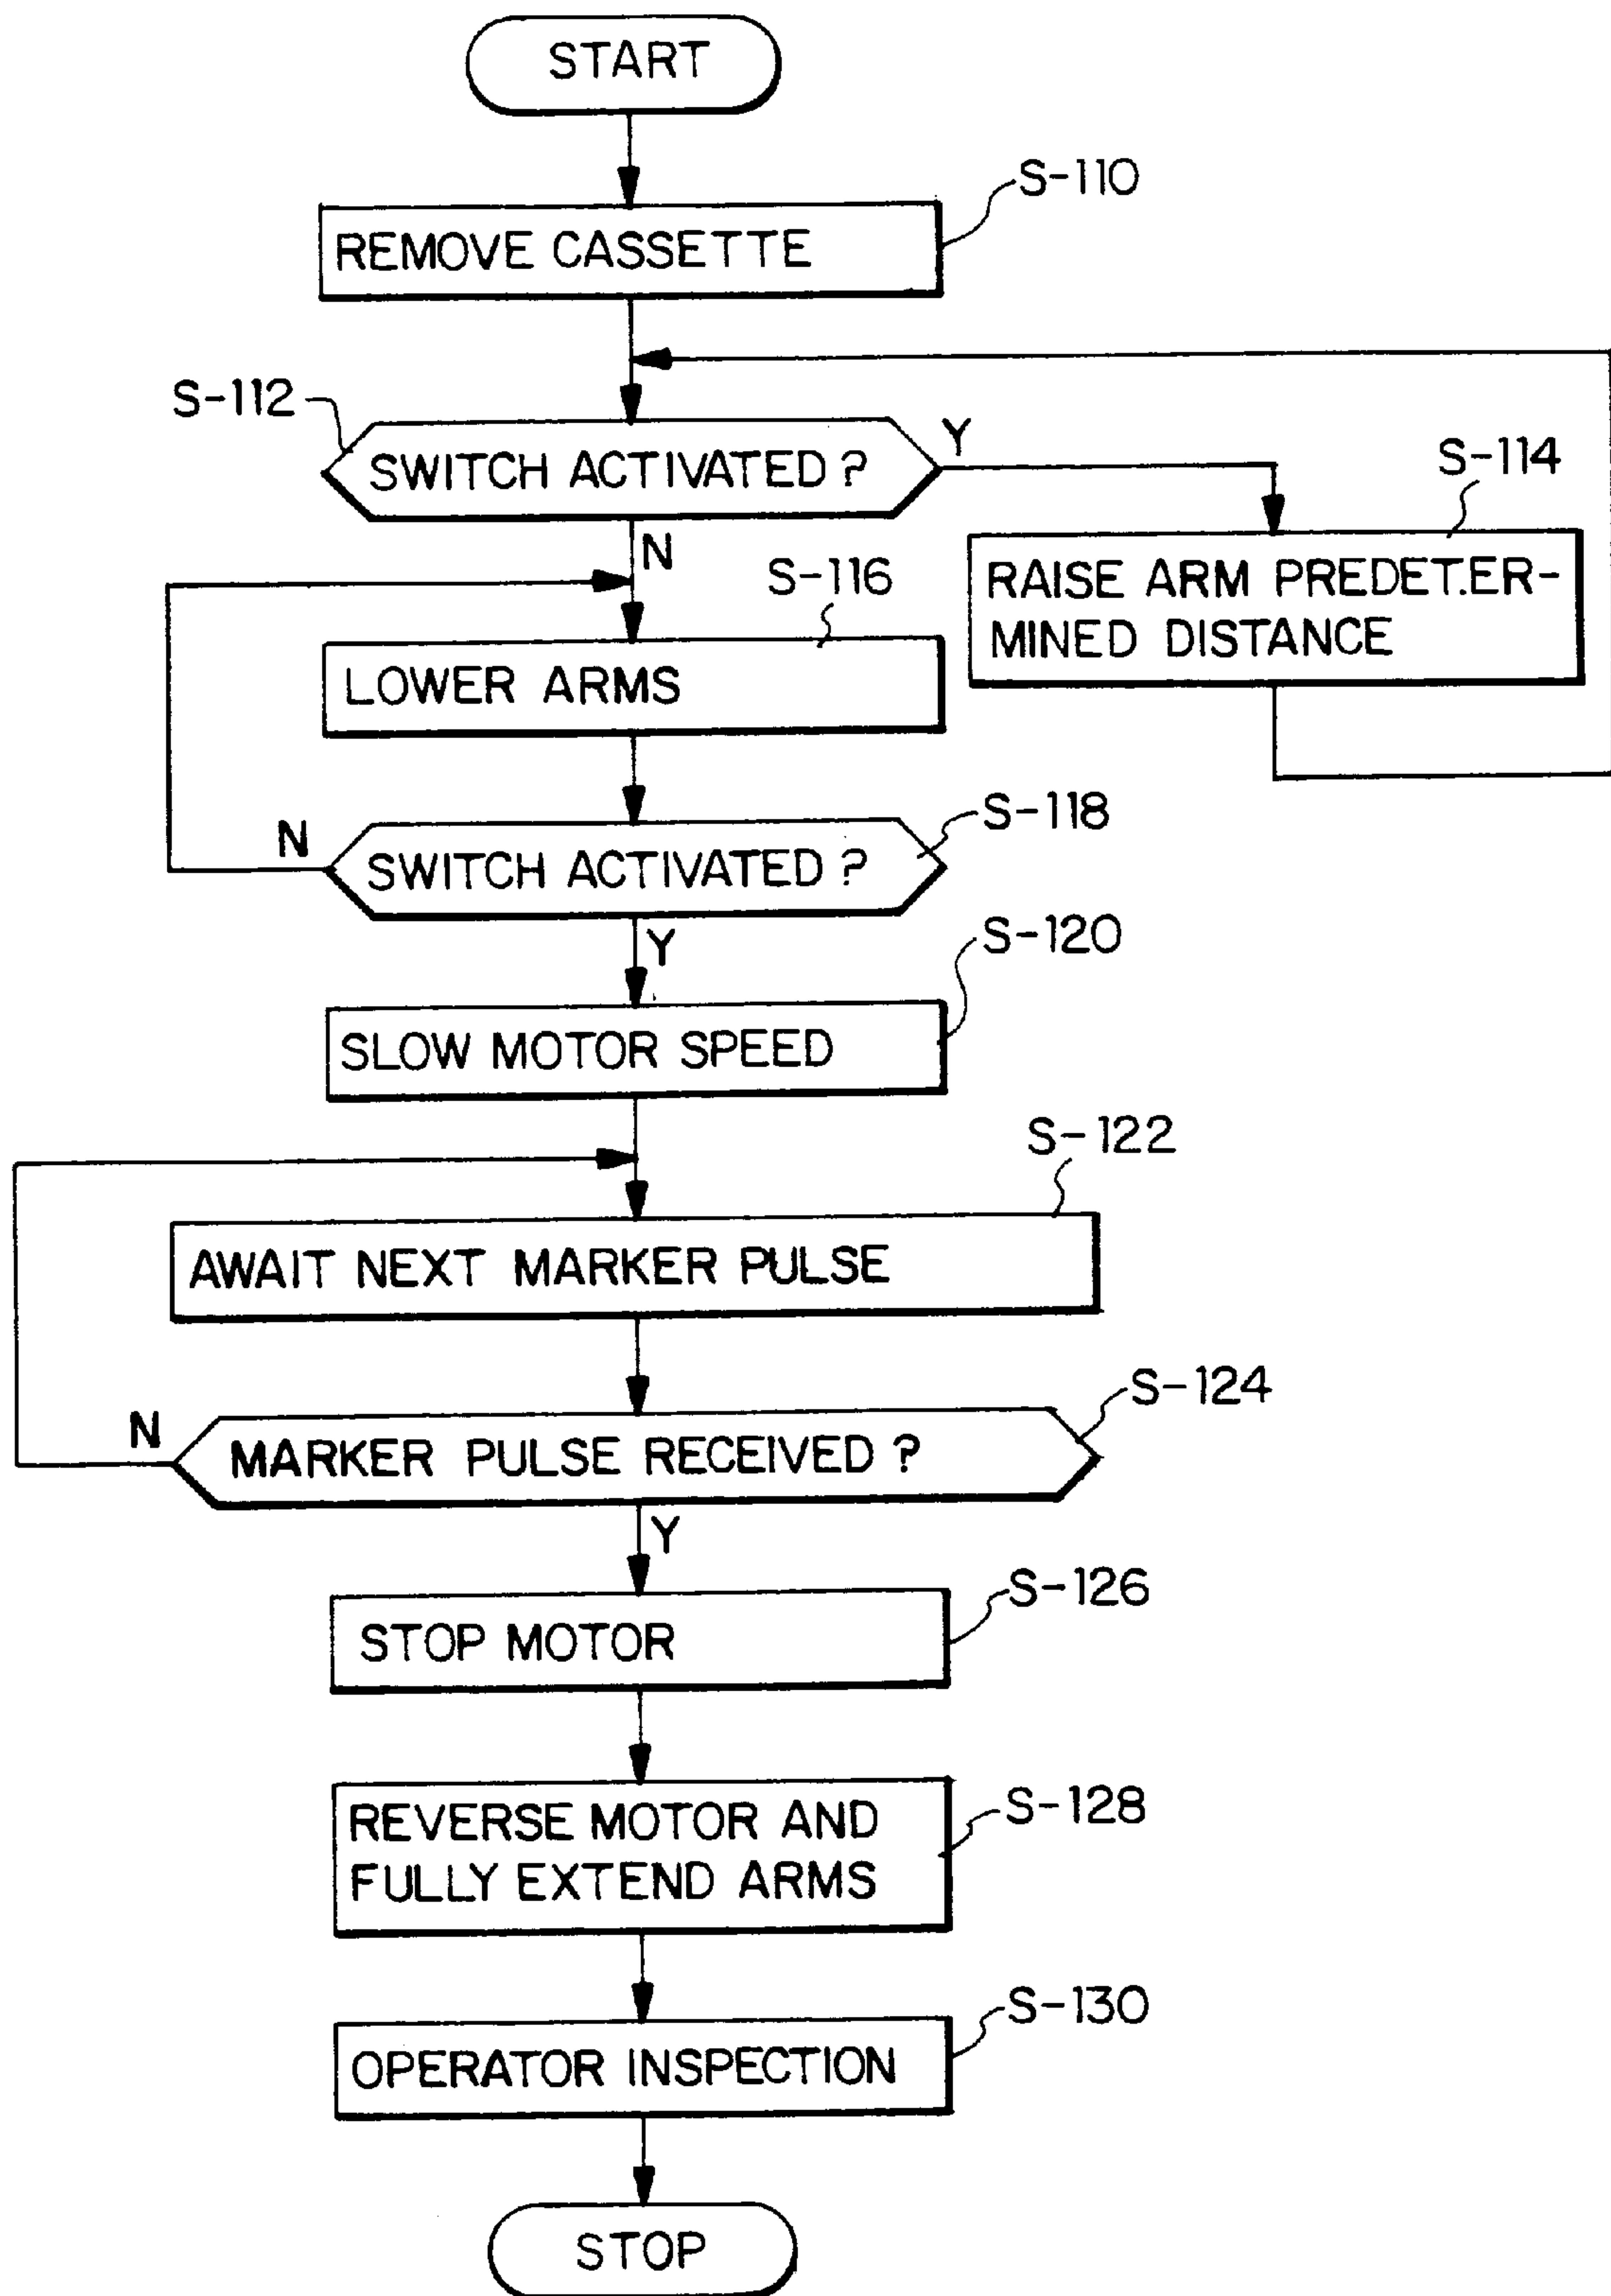 START
S-110
REMOVE CASSETTE
S-112
SWITCH ACTIVATED ?
Y
S-114
N
RAISE ARM PREDET.ER-
MINED DISTANCE
S-116
LOWER ARMS
S-118
N
SWITCH ACTIVATED ?
Y
S-120
SLOW MOTOR SPEED
S-122
AWAIT NEXT MARKER PULSE
S-124
N
MARKER PULSE RECEIVED ?
Y
S-126
STOP MOTOR
S-128
REVERSE MOTOR AND
FULLY EXTEND ARMS
S-130
OPERATOR INSPECTION
STOP